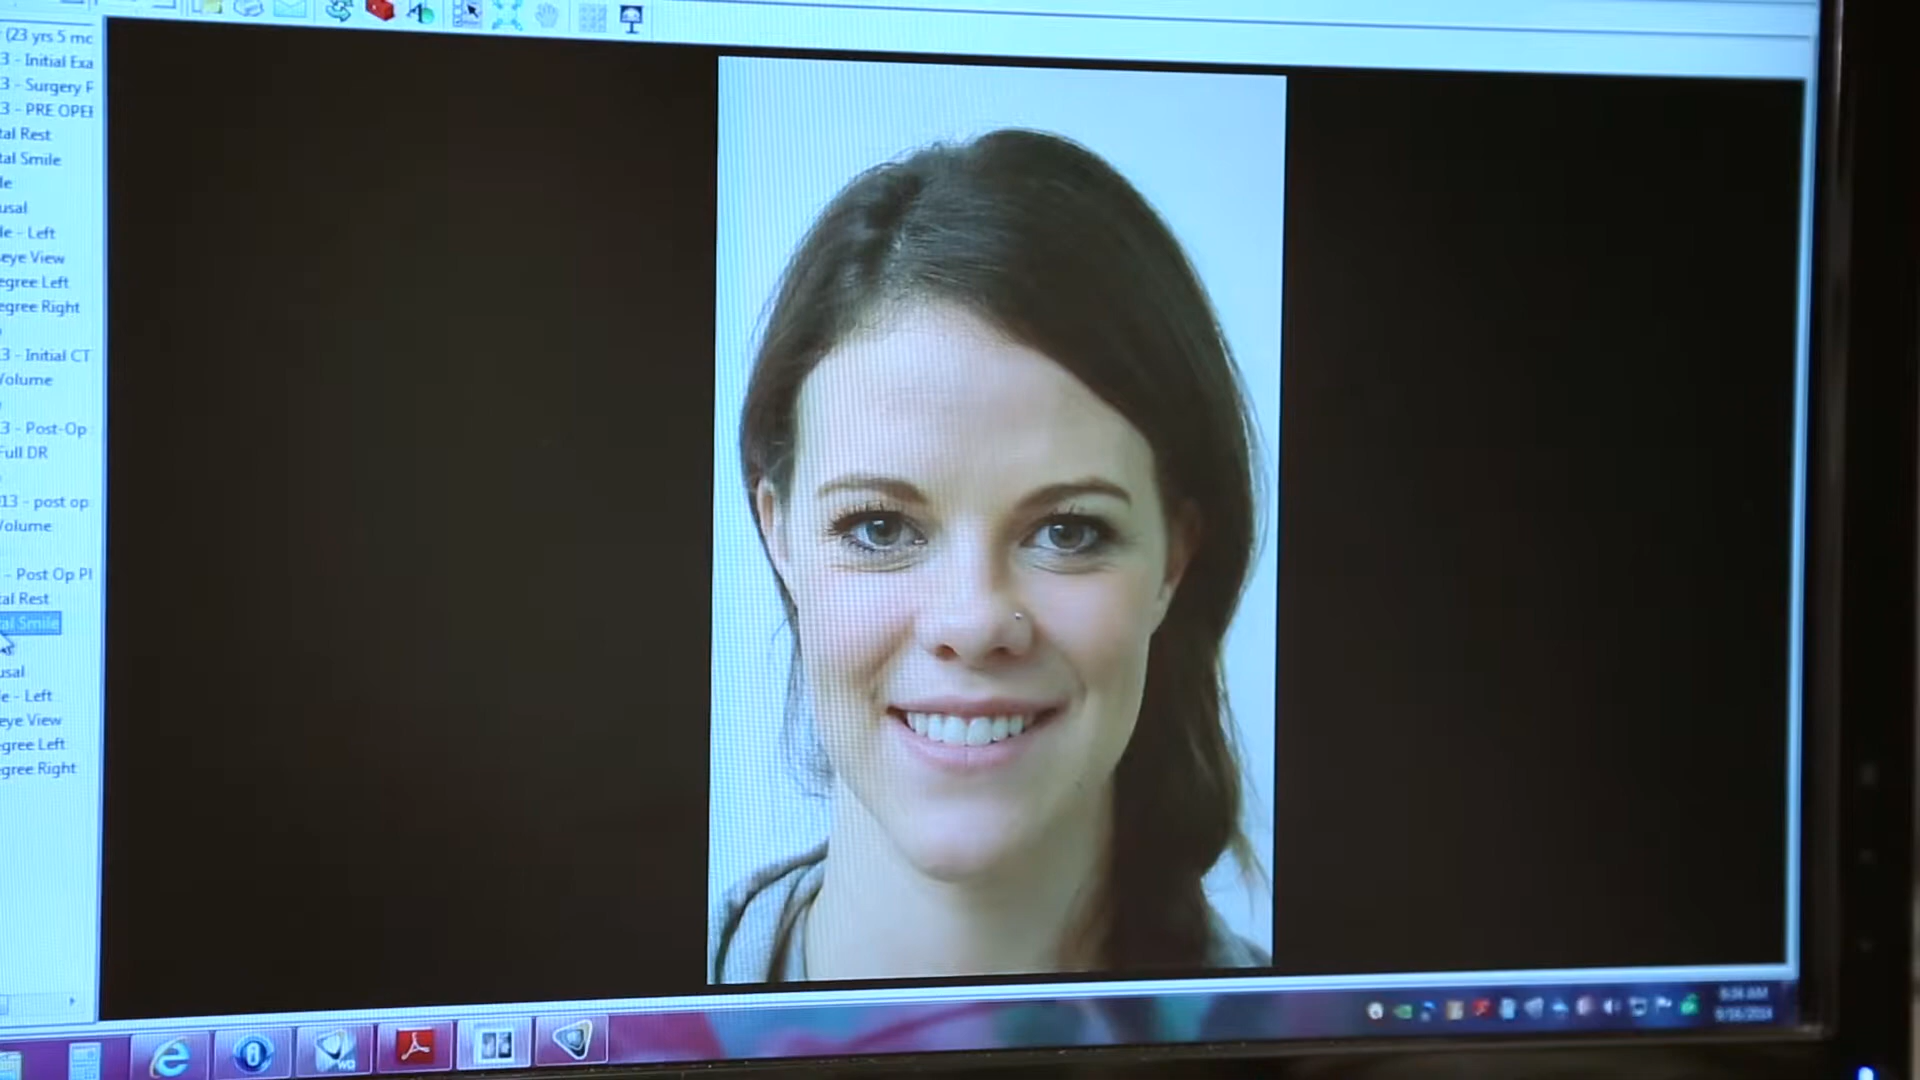 (23 yrs 5 mc
3 - Initial Exa
3 - Surgery F
3 - PRE OPEI
tal Rest
tal Smile
le
usal
le - Left
eye View
egree Left
egree Right
3 - Initial CT
Volume
3 - Post-Op
Full DR
13 - post op
Volume
- Post Op Pl
tal Rest
tal Smile
usal
e - Left
eye View
egree Left
egree Right